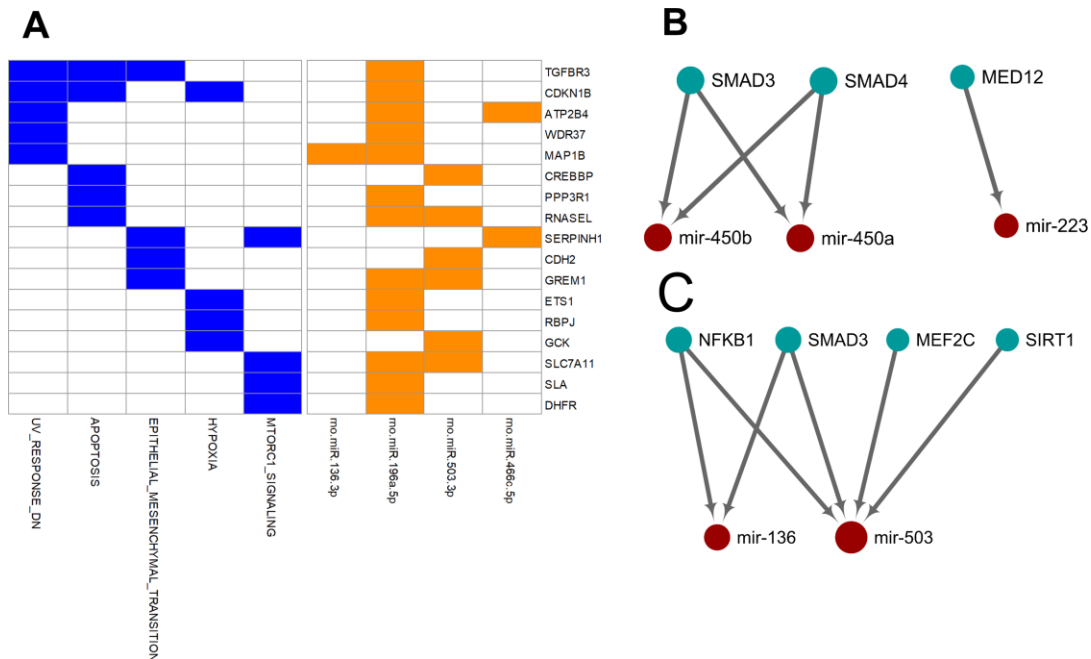 A
TGFBR3
CDKN1B
ATP2B4
WDR37
MAP1B
CREBBP
PPP3R1
RNASEL
SERPINH1
CDH2
GREM1
ETS1
RBPJ
GCK
SLC7A11
SLA
DHFR
UV_RESPONSE_DN
APOPTOSIS
EPITHELIAL_MESENCHYMAL_TRANSITION
HYPOXIA
MTORC1_SIGNALING
rno.miR.136.3p
rno.miR.196a.5p
rno.miR.503.3p
rno.miR.466c.5p
B
SMAD3
SMAD4
MED12
mir-450b
mir-450a
mir-223
C
NFKB1
SMAD3
MEF2C
SIRT1
mir-136
mir-503